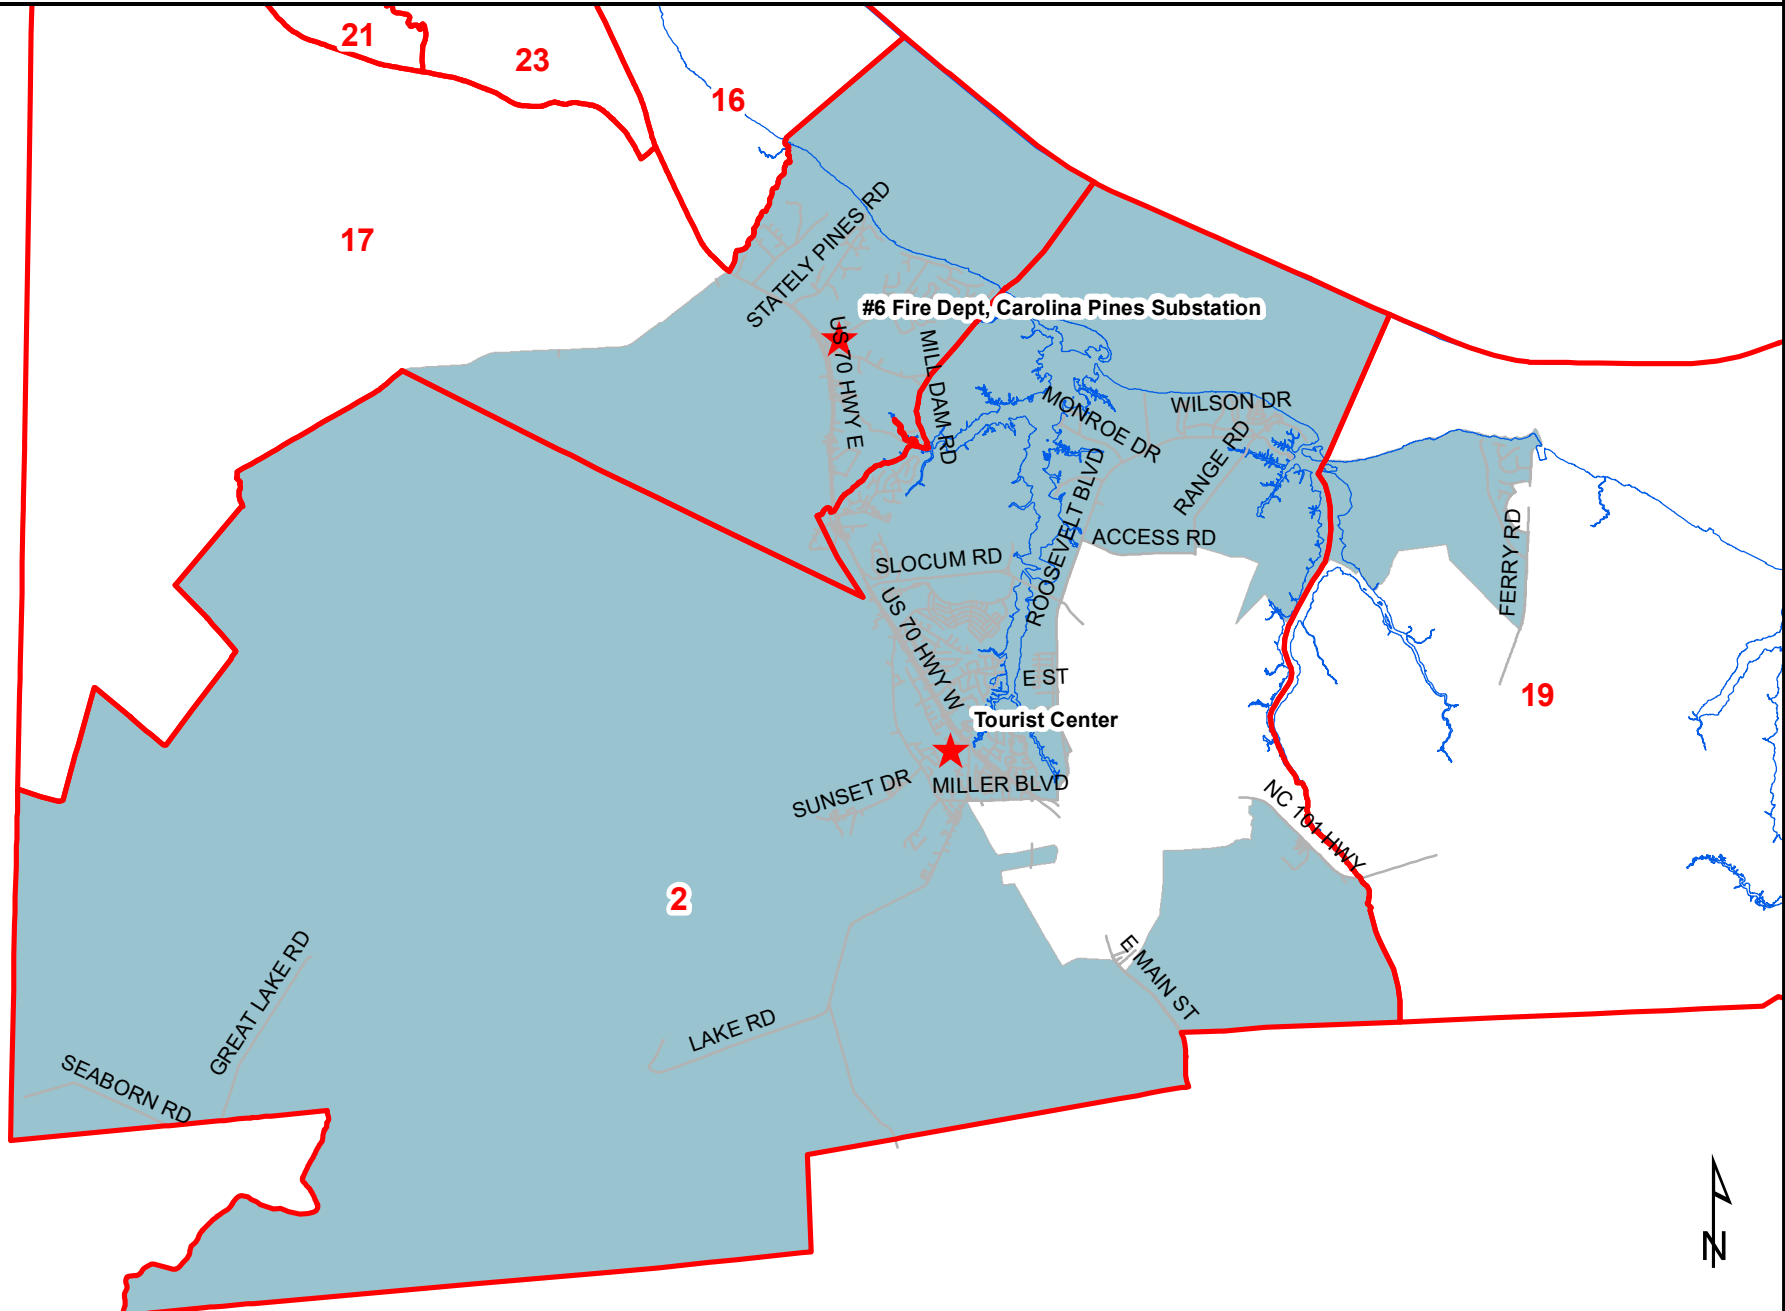 21
23
16
17
STATELY PINES RD
#6 Fire Dept, Carolina Pines Substation
US 70 HWY E
MILL DAM RD
MONROE DR
WILSON DR
RANGE RD
ROOSEVELT BLVD
ACCESS RD
SLOCUM RD
FERRY RD
US 70 HWY W
E ST
19
Tourist Center
SUNSET DR
MILLER BLVD
NC 101 HWY
2
E MAIN ST
GREAT LAKE RD
LAKE RD
SEABORN RD
N